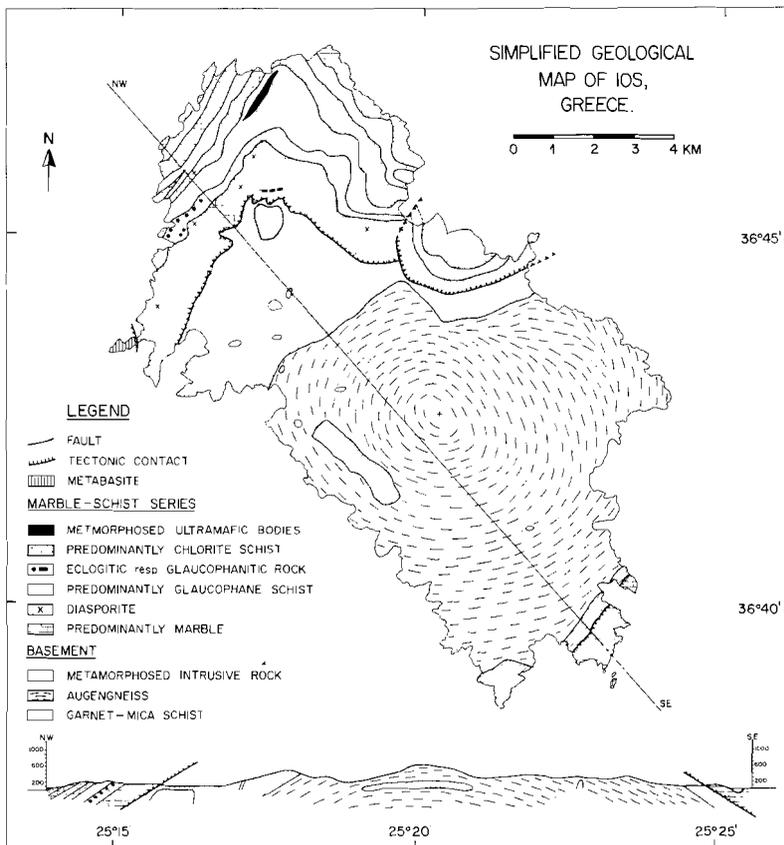 SIMPLIFIED GEOLOGICAL
MAP OF IOS,
GREECE.
0 1 2 3 4 KM
N
NW
36°45'
LEGEND
FAULT
TECTONIC CONTACT
METABASITE
MARBLE-SCHIST SERIES
METMORPHOSED ULTRAMAFIC BODIES
PREDOMINANTLY CHLORITE SCHIST
ECLOGITIC resp GLAUCOPHANITIC ROCK
PREDOMINANTLY GLAUCOPHANE SCHIST
x DIASPORITE
PREDOMINANTLY MARBLE
36°40'
BASEMENT
METAMORPHOSED INTRUSIVE ROCK
AUGENGNEISS
GARNET-MICA SCHIST
SE
NW SE
1000 1000
600 600
200 200
25°15' 25°20' 25°25'